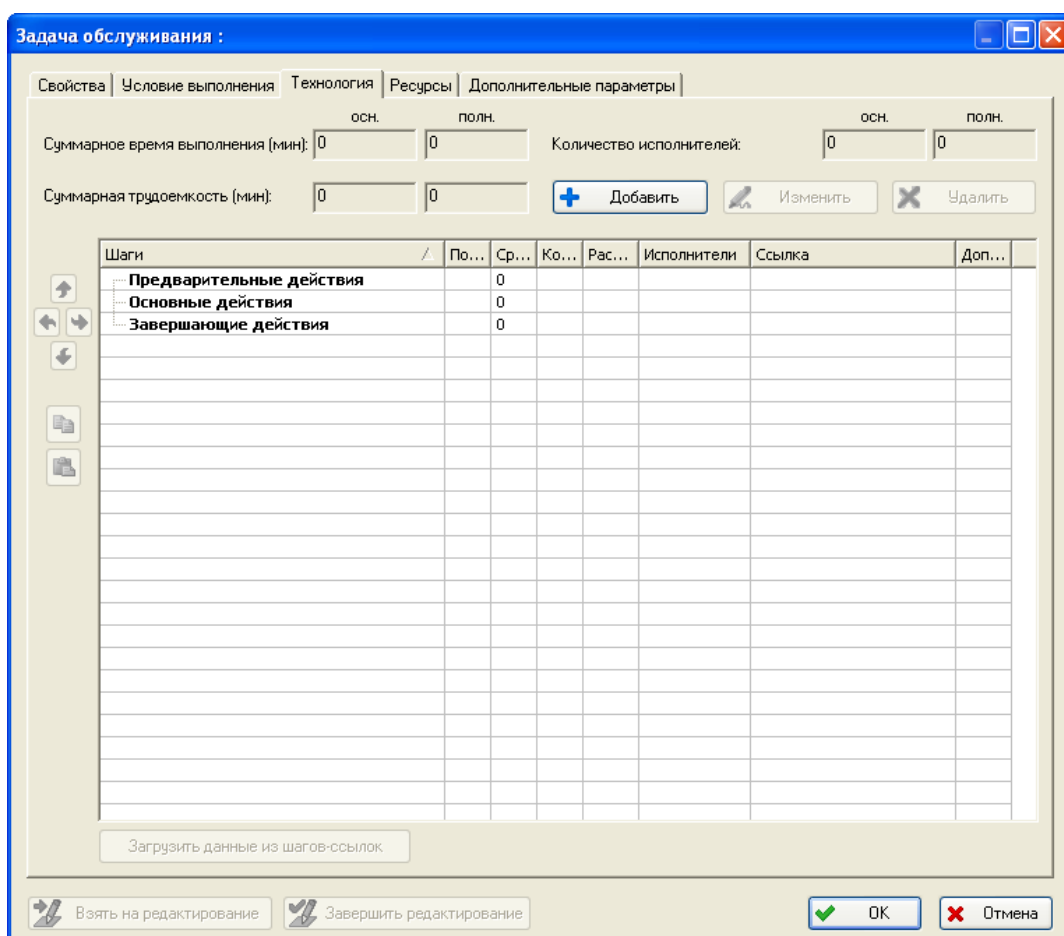 Задача обслуживания :
Свойства Условие выполнения Технология Ресурсы Дополнительные параметры
осн. полн. осн. полн.
Суммарное время выполнения (мин): 0 0 Количество исполнителей: 0 0
Суммарная трудоемкость (мин): 0 0 Добавить Изменить Удалить
Шаги По... Ср... Ко... Рас... Исполнители Ссылка Доп...
Предварительные действия 0
Основные действия 0
Завершающие действия 0
Загрузить данные из шагов-ссылок
Взять на редактирование Завершить редактирование OK Отмена